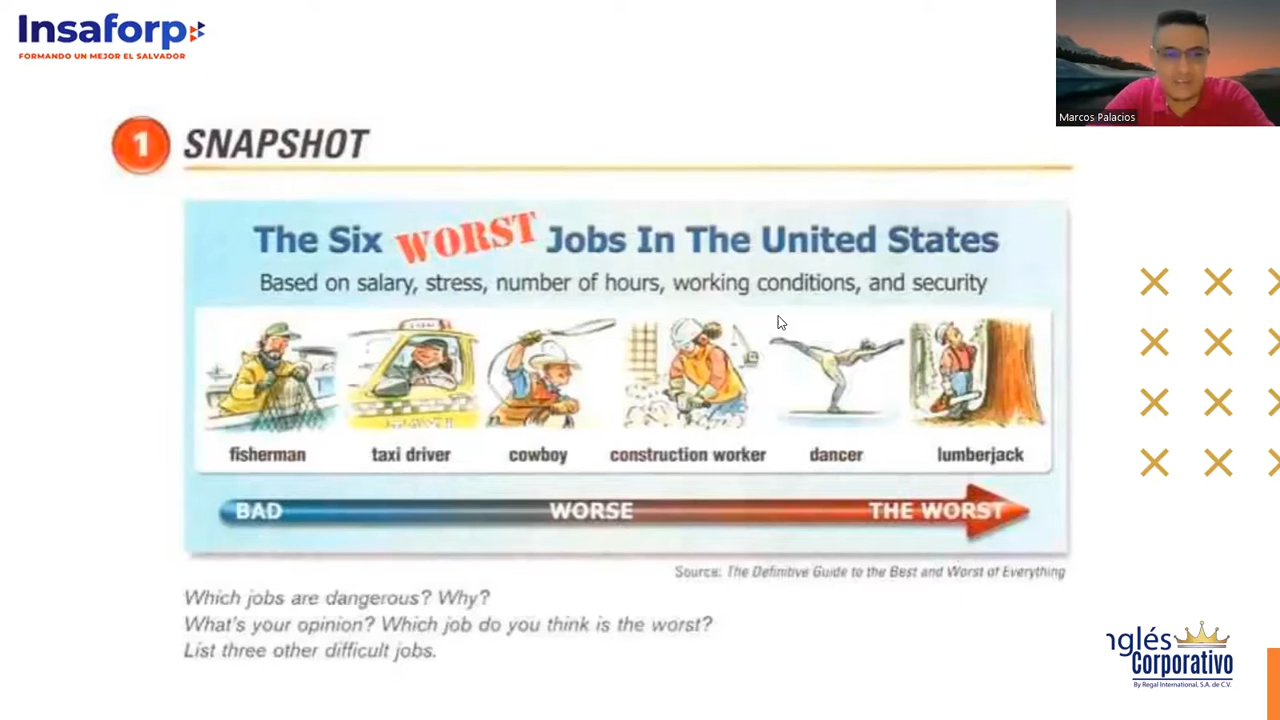 Insaforp
FORMANDO UN MEJOR EL SALVADOR
Marcos Palacios
1 SNAPSHOT
The Six WORST Jobs In The United States
Based on salary, stress, number of hours, working conditions, and security
TAXI
TAXI
fisherman taxi driver cowboy construction worker dancer lumberjack
BAD WORSE THE WORST
Source: The Definitive Guide to the Best and Worst of Everything
Which jobs are dangerous? Why?
What's your opinion? Which job do you think is the worst?
List three other difficult jobs.
nglés
Corporativo
By Regal International, S.A. de C.V.